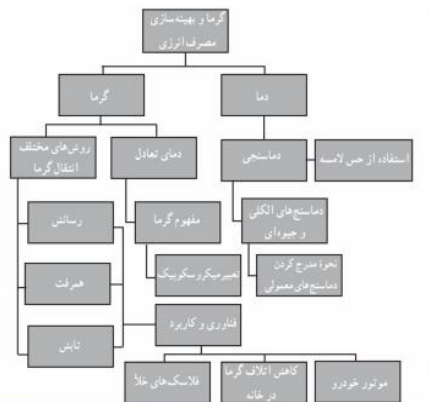 گرما و بهینه‌سازی
مصرف انرژی
دما
گرما
استفاده از حس لامسه
دماسنجی
دمای تعادل
روش‌های مختلف
انتقال گرما
دماسنج‌های الکلی
و جیوه‌ای
مفهوم گرما
رسانش
نحوهٔ مدرج کردن
دماسنج‌های معمولی
تعبیر میکروسکوپیک
همرفت
فناوری و کاربرد
تابش
موتور خودرو
کاهش اتلاف گرما
در خانه
فلاسک‌های خلأ